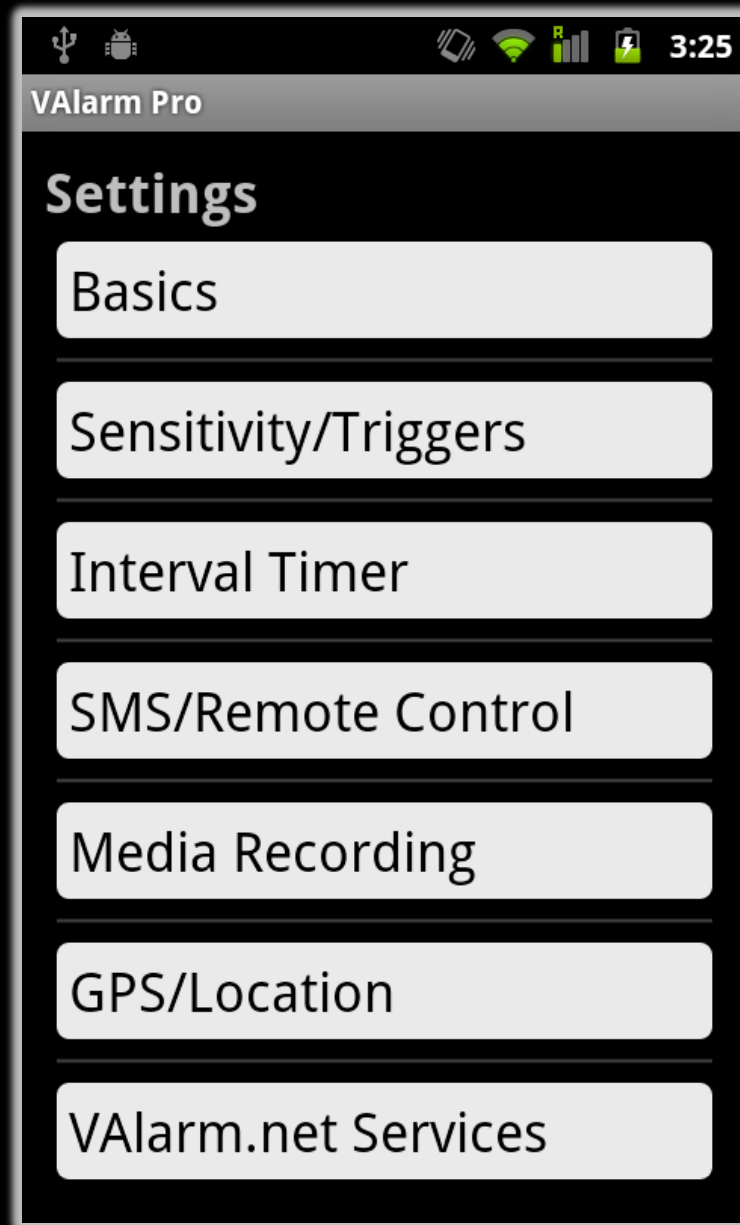 R
3:25
VAlarm Pro
Settings
Basics
Sensitivity/Triggers
Interval Timer
SMS/Remote Control
Media Recording
GPS/Location
VAlarm.net Services